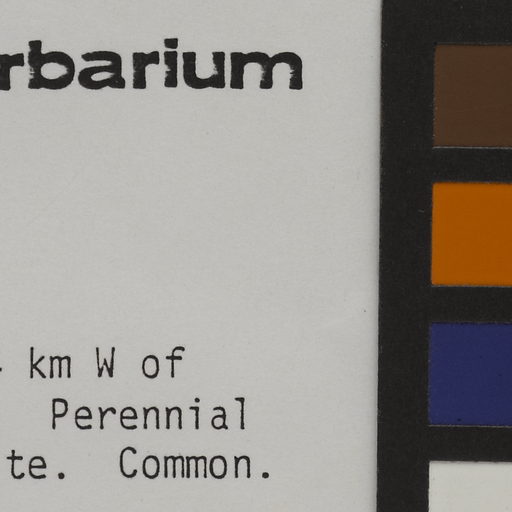 rbarium
km W of
Perennial
te. Common.